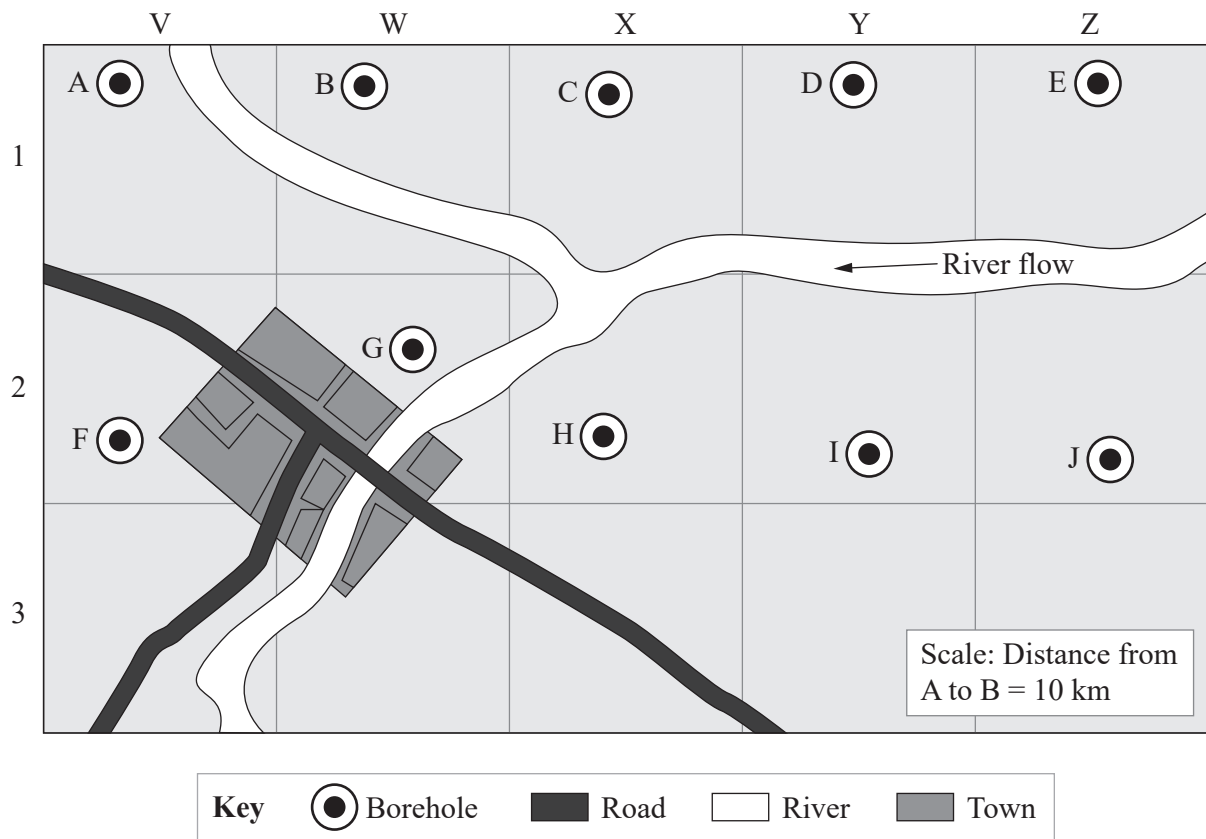 V W X Y Z
A B C D E
1
River flow
G
2
F H I J
3
Scale: Distance from
A to B = 10 km
Key Borehole Road River Town